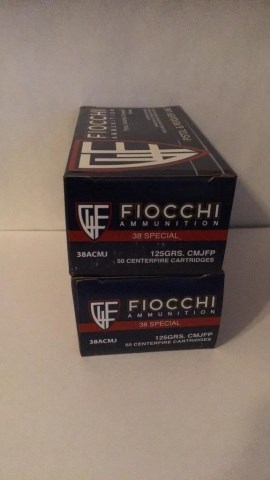 FIOCCHI
AMMUNITION
FIOCCHI
AMMUNITION
38 SPECIAL
38ACMJ
125GRS. CMJFP
50 CENTERFIRE CARTRIDGES
FIOCCHI
AMMUNITION
38 SPECIAL
38ACMJ
125GRS. CMJFP
50 CENTERFIRE CARTRIDGES